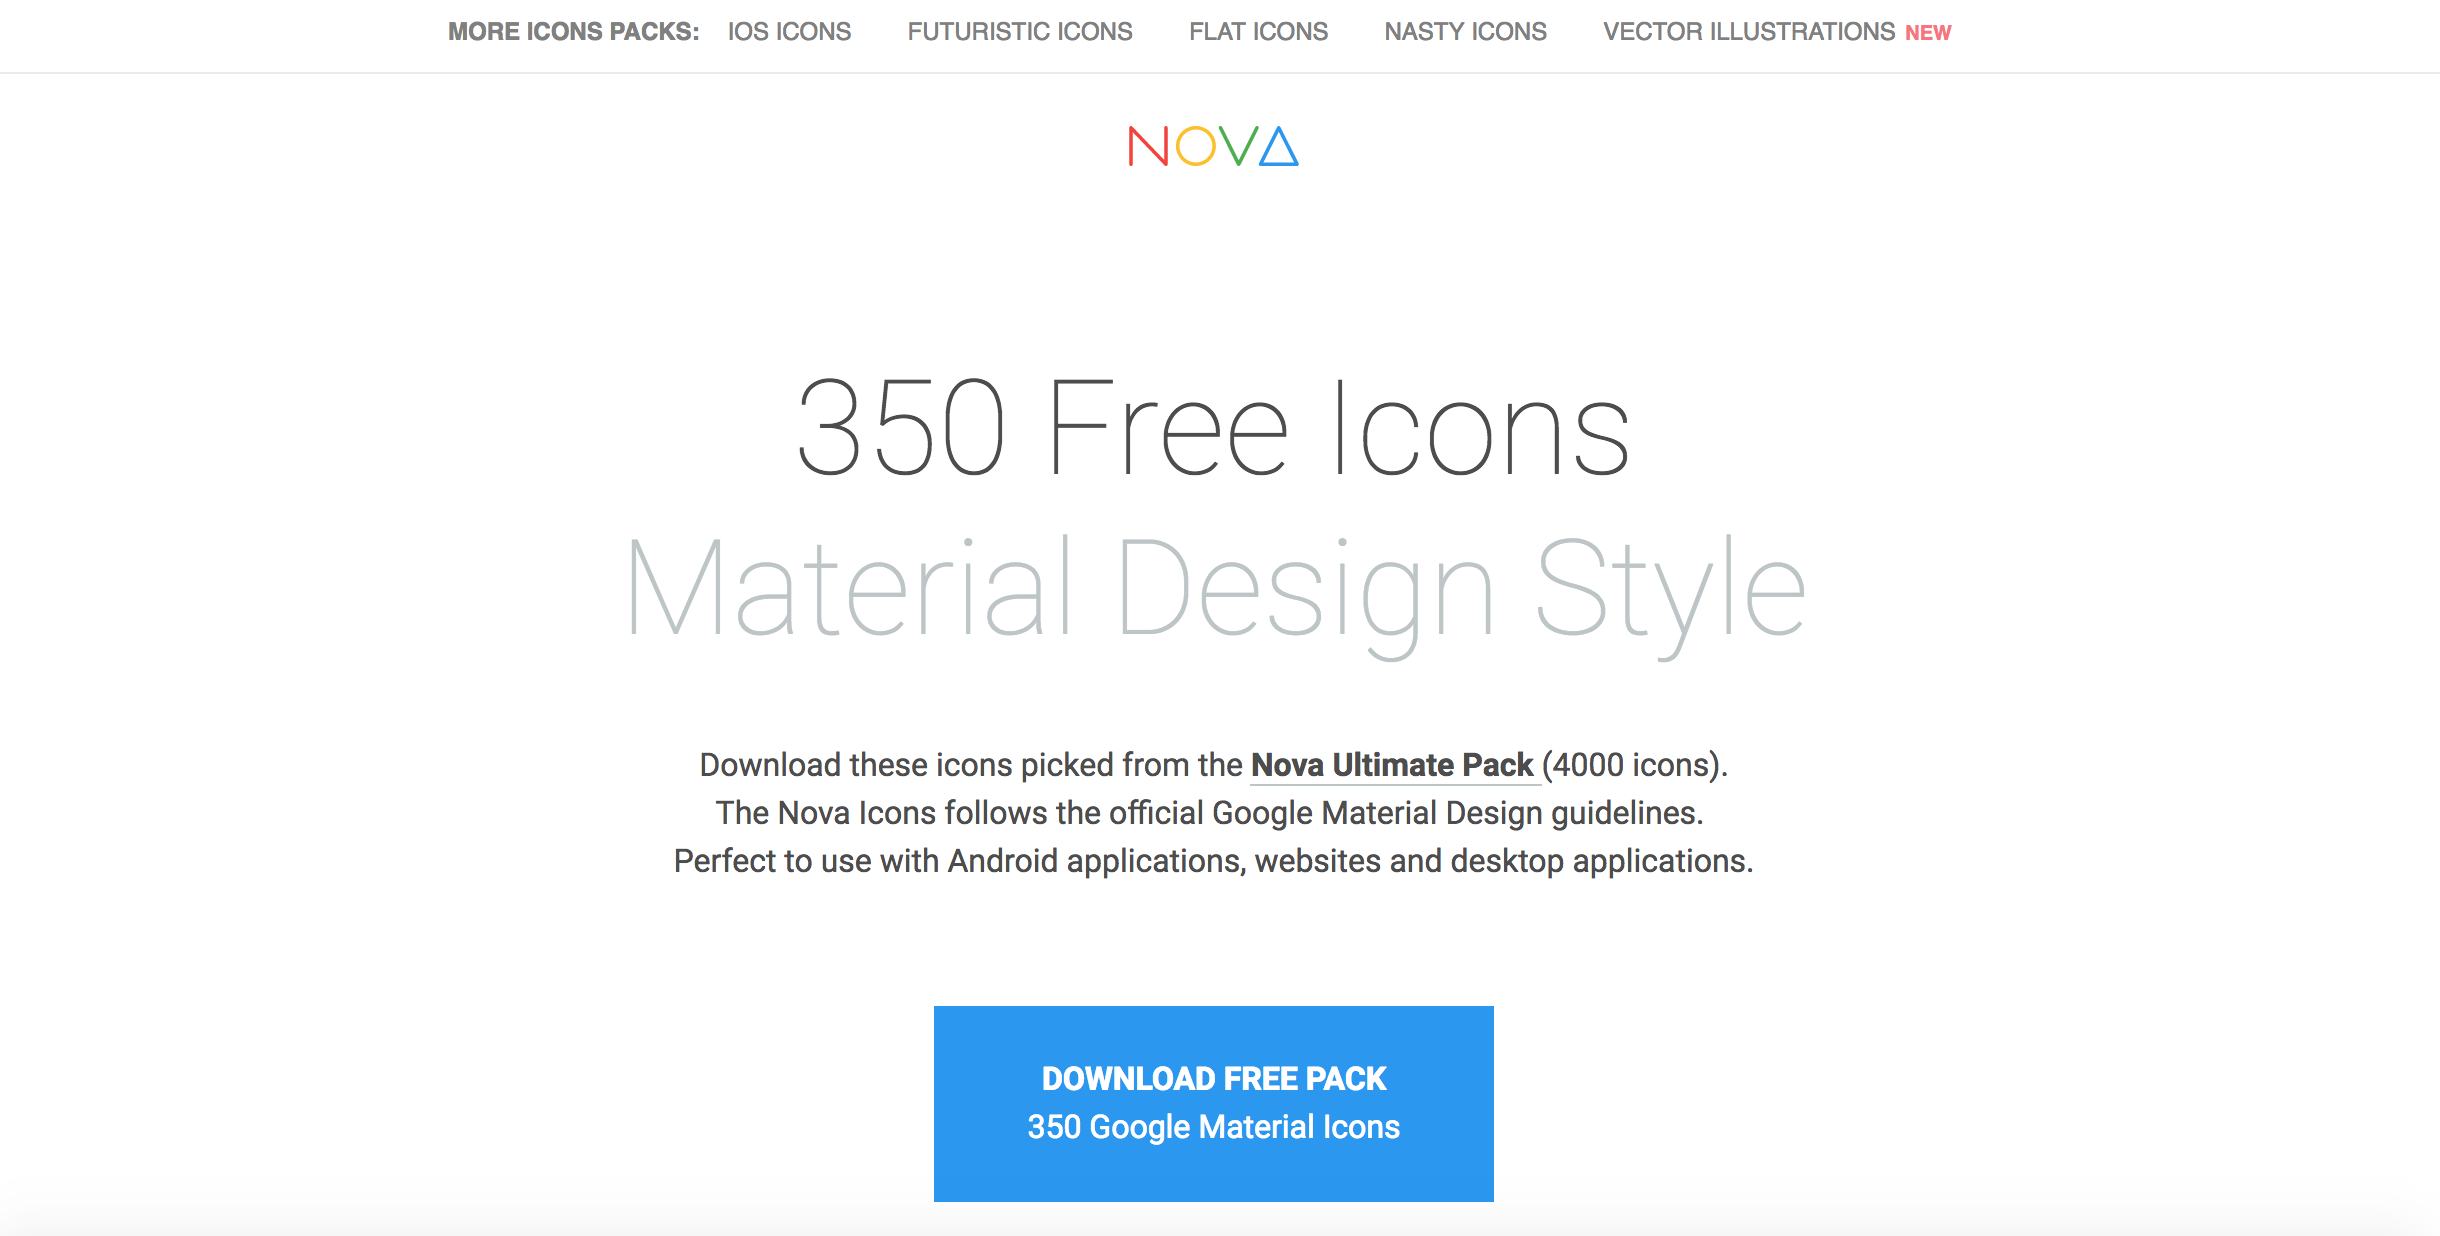 MORE ICONS PACKS: IOS ICONS FUTURISTIC ICONS FLAT ICONS NASTY ICONS VECTOR ILLUSTRATIONS NEW
NOVA
350 Free Icons
Material Design Style
Download these icons picked from the Nova Ultimate Pack (4000 icons).
The Nova Icons follows the official Google Material Design guidelines.
Perfect to use with Android applications, websites and desktop applications.
DOWNLOAD FREE PACK
350 Google Material Icons